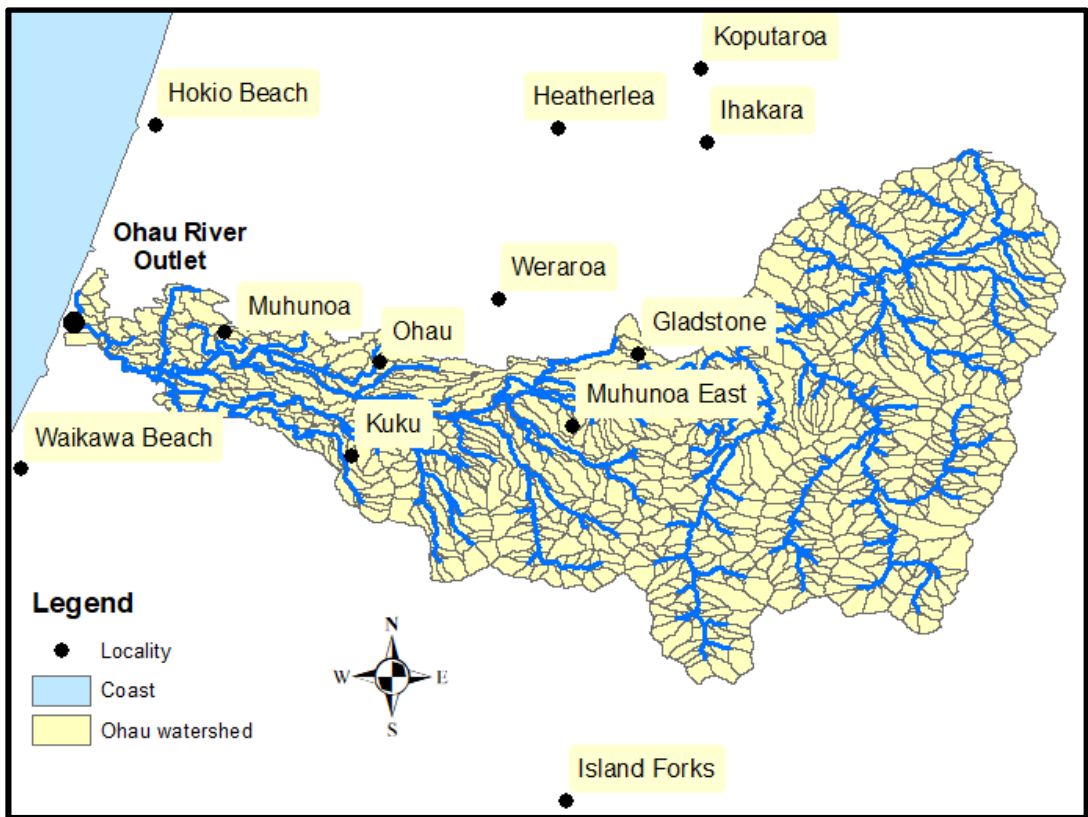 Koputaroa
Hokio Beach
Heatherlea
Ihakara
Ohau River
Outlet
Weraroa
Muhunoa
Gladstone
Ohau
Muhunoa East
Kuku
Waikawa Beach
Legend
Locality
Coast
Ohau watershed
N
W
E
S
Island Forks